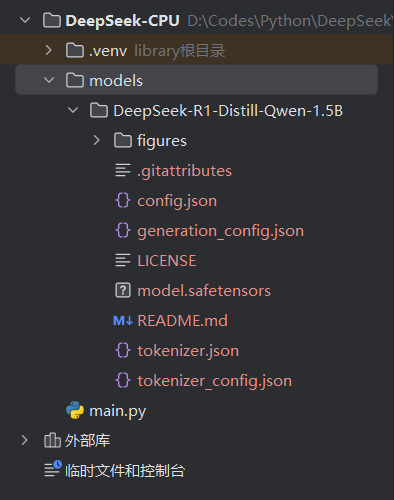 DeepSeek-CPU D:\Codes\Python\DeepSeek
.venv library根目录
models
DeepSeek-R1-Distill-Qwen-1.5B
figures
.gitattributes
config.json
generation_config.json
LICENSE
model.safetensors
README.md
tokenizer.json
tokenizer_config.json
main.py
外部库
临时文件和控制台